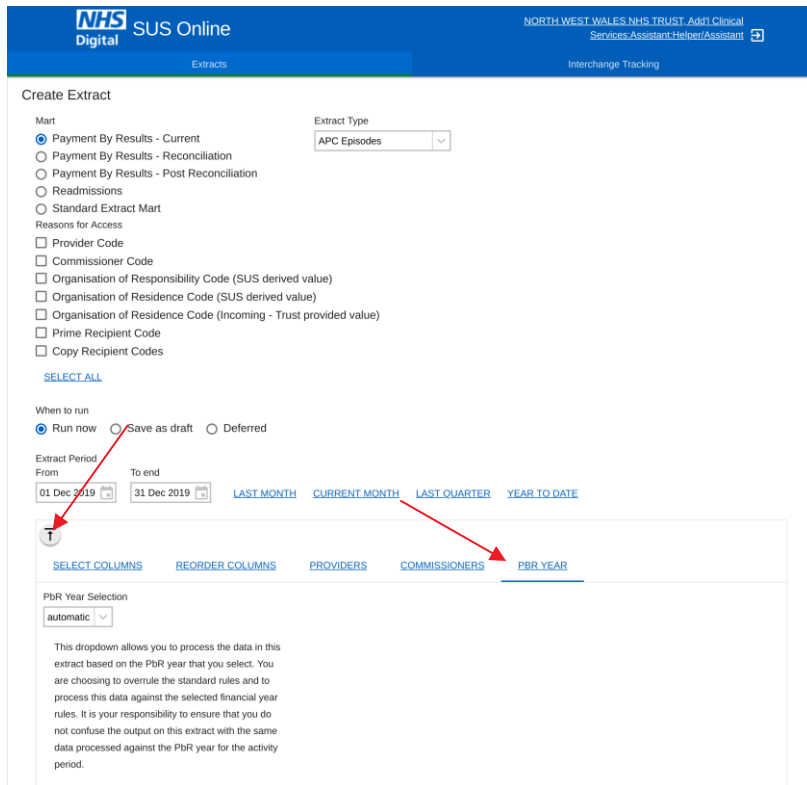 NHS
Digital
SUS Online
NORTH WEST WALES NHS TRUST, Add'l Clinical
Services:Assistant:Helper/Assistant
Extracts
Interchange Tracking
Create Extract
Mart
Extract Type
Payment By Results - Current
APC Episodes
Payment By Results - Reconciliation
Payment By Results - Post Reconciliation
Readmissions
Standard Extract Mart
Reasons for Access
Provider Code
Commissioner Code
Organisation of Responsibility Code (SUS derived value)
Organisation of Residence Code (SUS derived value)
Organisation of Residence Code (Incoming - Trust provided value)
Prime Recipient Code
Copy Recipient Codes
SELECT ALL
When to run
Run now Save as draft Deferred
Extract Period
From To end
01 Dec 2019 31 Dec 2019 LAST MONTH CURRENT MONTH LAST QUARTER YEAR TO DATE
SELECT COLUMNS REORDER COLUMNS PROVIDERS COMMISSIONERS PBR YEAR
PbR Year Selection
automatic
This dropdown allows you to process the data in this
extract based on the PbR year that you select. You
are choosing to overrule the standard rules and to
process this data against the selected financial year
rules. It is your responsibility to ensure that you do
not confuse the output on this extract with the same
data processed against the PbR year for the activity
period.